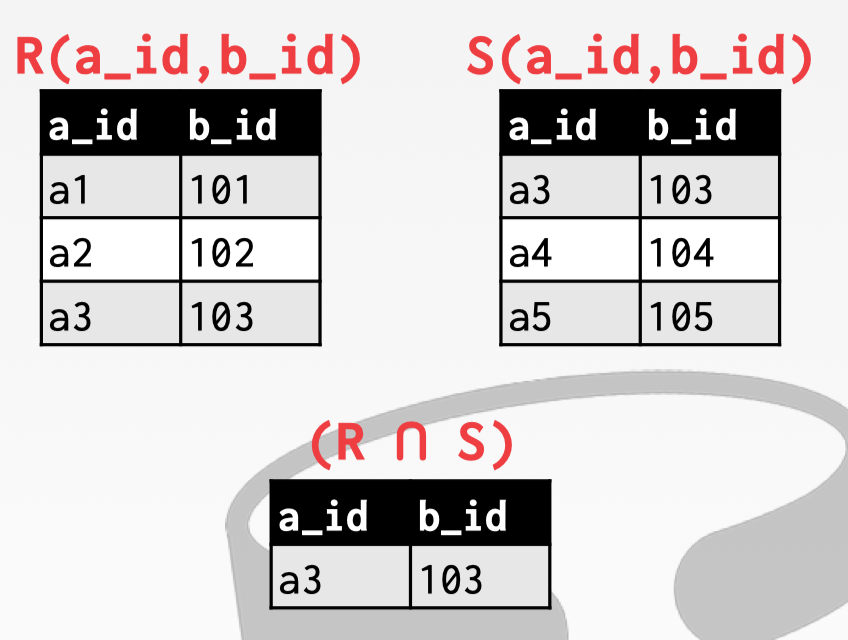 R(a_id,b_id)
a_id b_id
a1 101
a2 102
a3 103
S(a_id,b_id)
a_id b_id
a3 103
a4 104
a5 105
(R ∩ S)
a_id b_id
a3 103